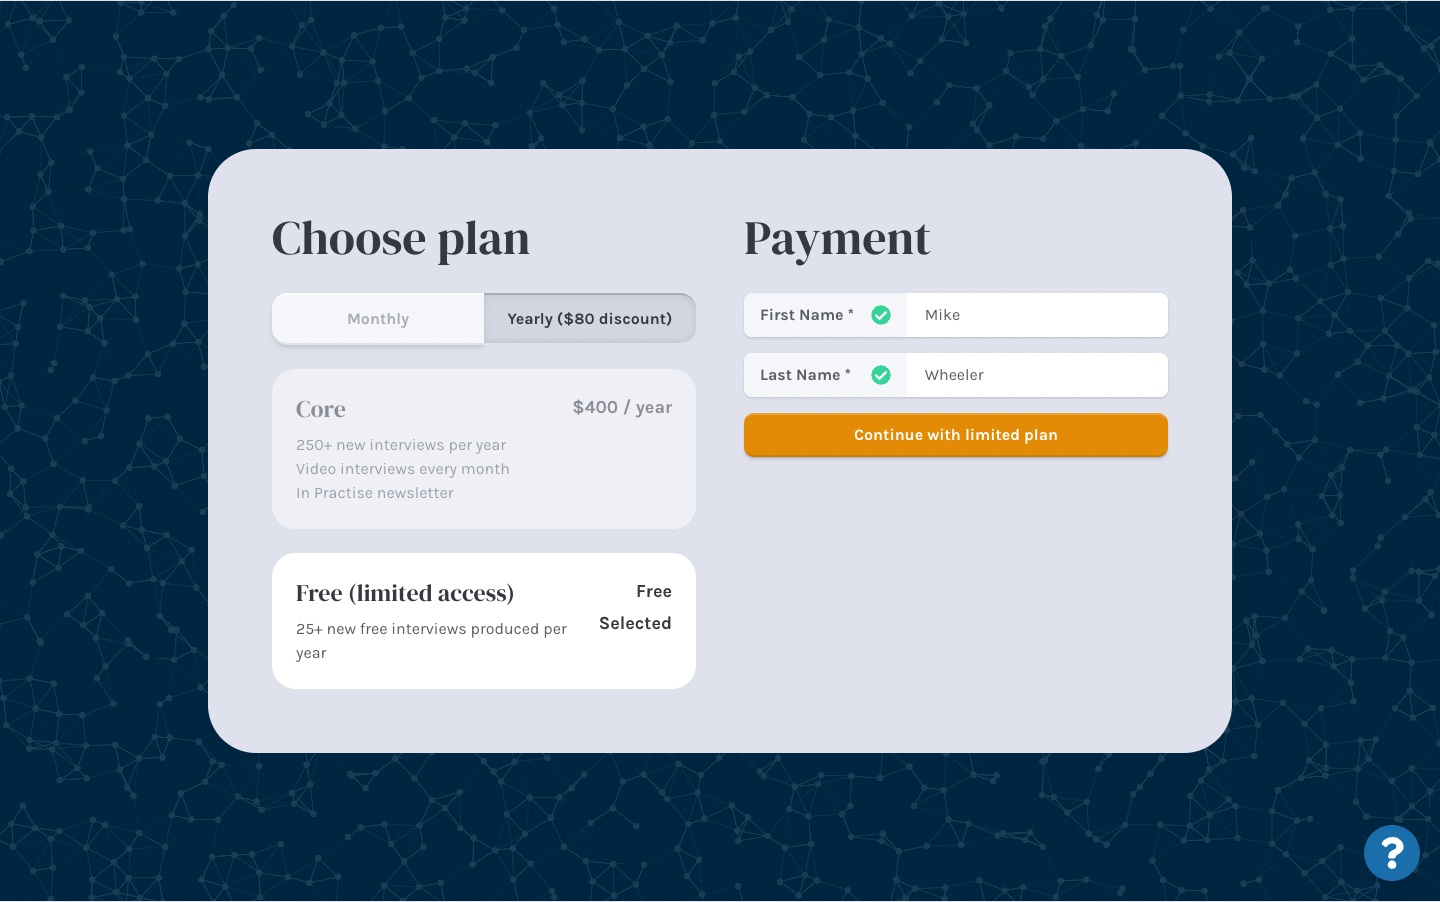 Choose plan
Monthly
Yearly ($80 discount)
Core
$400 / year
250+ new interviews per year
Video interviews every month
In Practise newsletter
Free (limited access)
Free
Selected
25+ new free interviews produced per
year
Payment
First Name *
Mike
Last Name *
Wheeler
Continue with limited plan
?